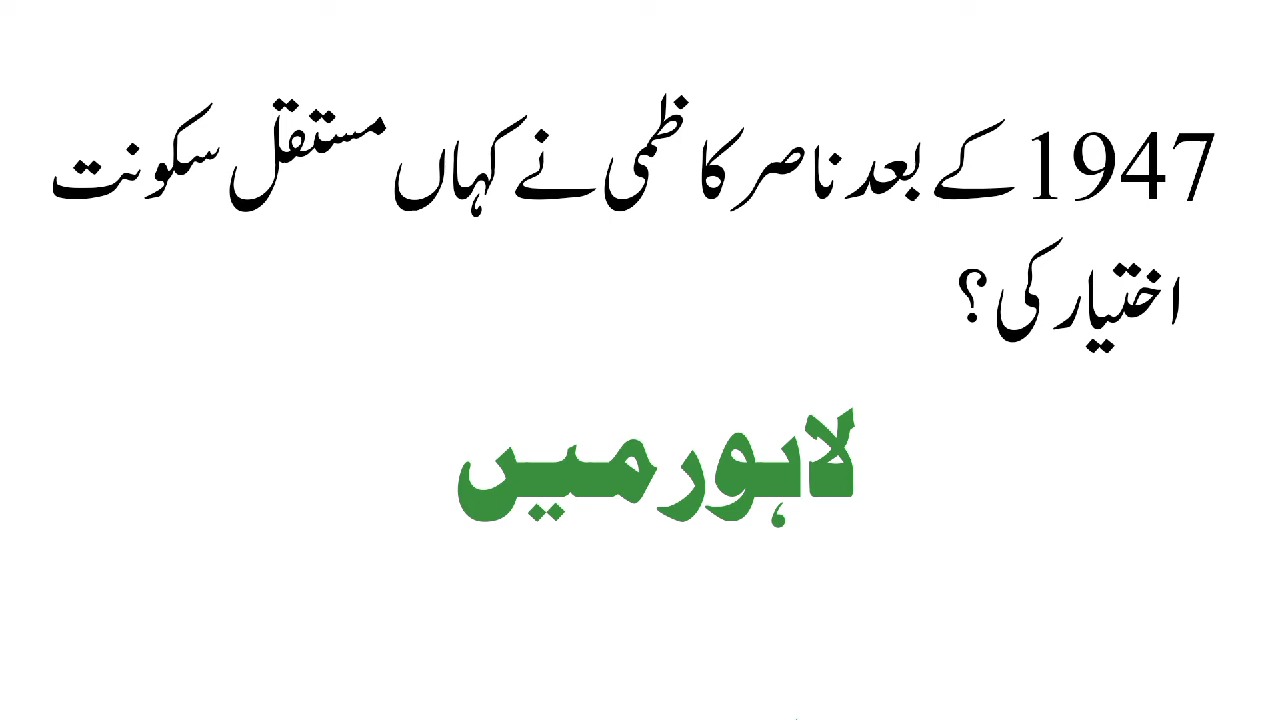 1947 کے بعد ناصر کاظمی نے کہاں مستقل سکونت
اختیار کی؟
لاہور میں